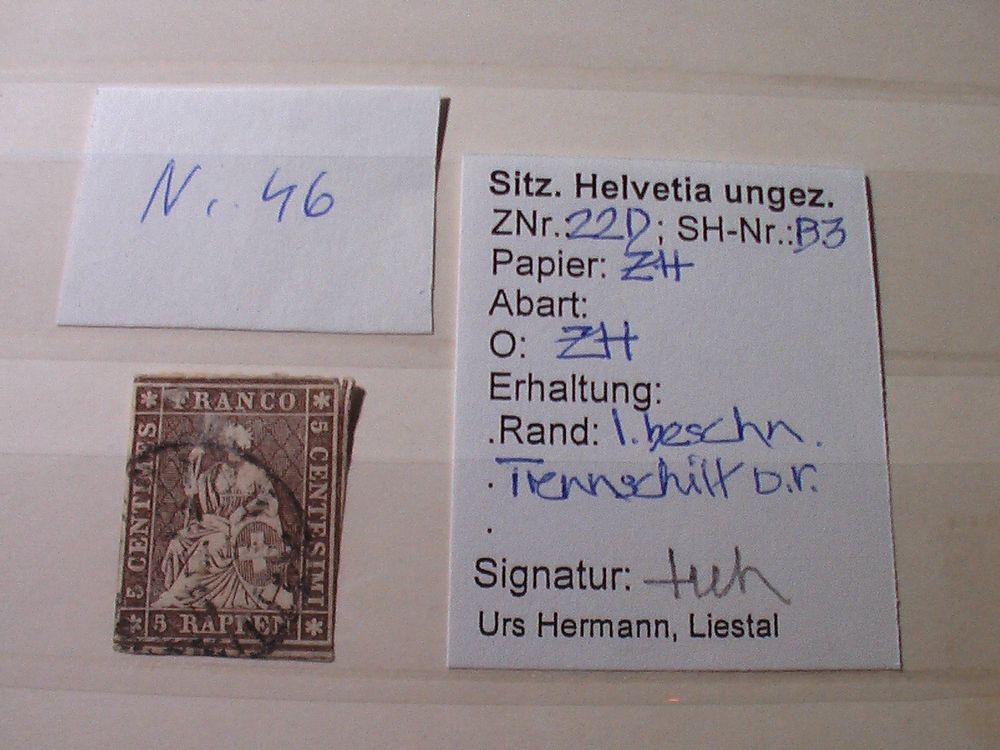 Nr. 46
Sitz. Helvetia ungez.
ZNr.:22D; SH-Nr.:B3
Papier: ZH
Abart:
O: ZH
Erhaltung:
.Rand: l. beschn.
. Trennschitt o.r.
.
Signatur:
Urs Hermann, Liestal
FRANCO
5 CENTIMES
5 CENTESIMI
5 RAPPEN